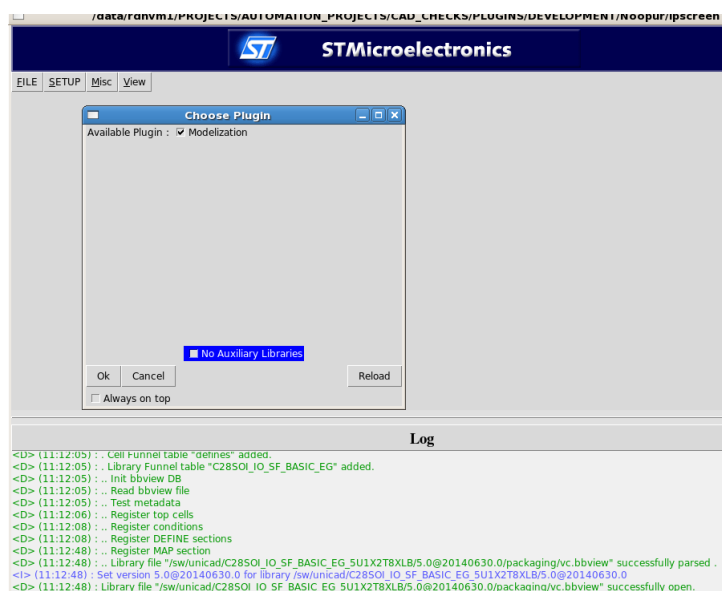 /data/rdhvm1/PROJECTS/AUTOMATION_PROJECTS/CAD_CHECKS/PLUGINS/DEVELOPMENT/Noopur/ipscreen
ST STMicroelectronics
FILE SETUP Misc View
Choose Plugin
Available Plugin : Modelization
No Auxiliary Libraries
Ok Cancel Reload
Always on top
Log
<D> (11:12:05) : . Cell Funnel table "defines" added.
<D> (11:12:05) : . Library Funnel table "C28SOI_IO_SF_BASIC_EG" added.
<D> (11:12:05) : .. Init bbview DB
<D> (11:12:05) : .. Read bbview file
<D> (11:12:05) : .. Test metadata
<D> (11:12:06) : .. Register top cells
<D> (11:12:08) : .. Register conditions
<D> (11:12:08) : .. Register DEFINE sections
<D> (11:12:48) : .. Register MAP section
<D> (11:12:48) : .. Library file "/sw/unicad/C28SOI_IO_SF_BASIC_EG_5U1X2T8XLB/5.0@20140630.0/packaging/vc.bbview" successfully parsed .
<I> (11:12:48) : Set version 5.0@20140630.0 for library /sw/unicad/C28SOI_IO_SF_BASIC_EG_5U1X2T8XLB/5.0@20140630.0
<D> (11:12:48) : Library file "/sw/unicad/C28SOI_IO_SF_BASIC_EG_5U1X2T8XLB/5.0@20140630.0/packaging/vc.bbview" successfully open.